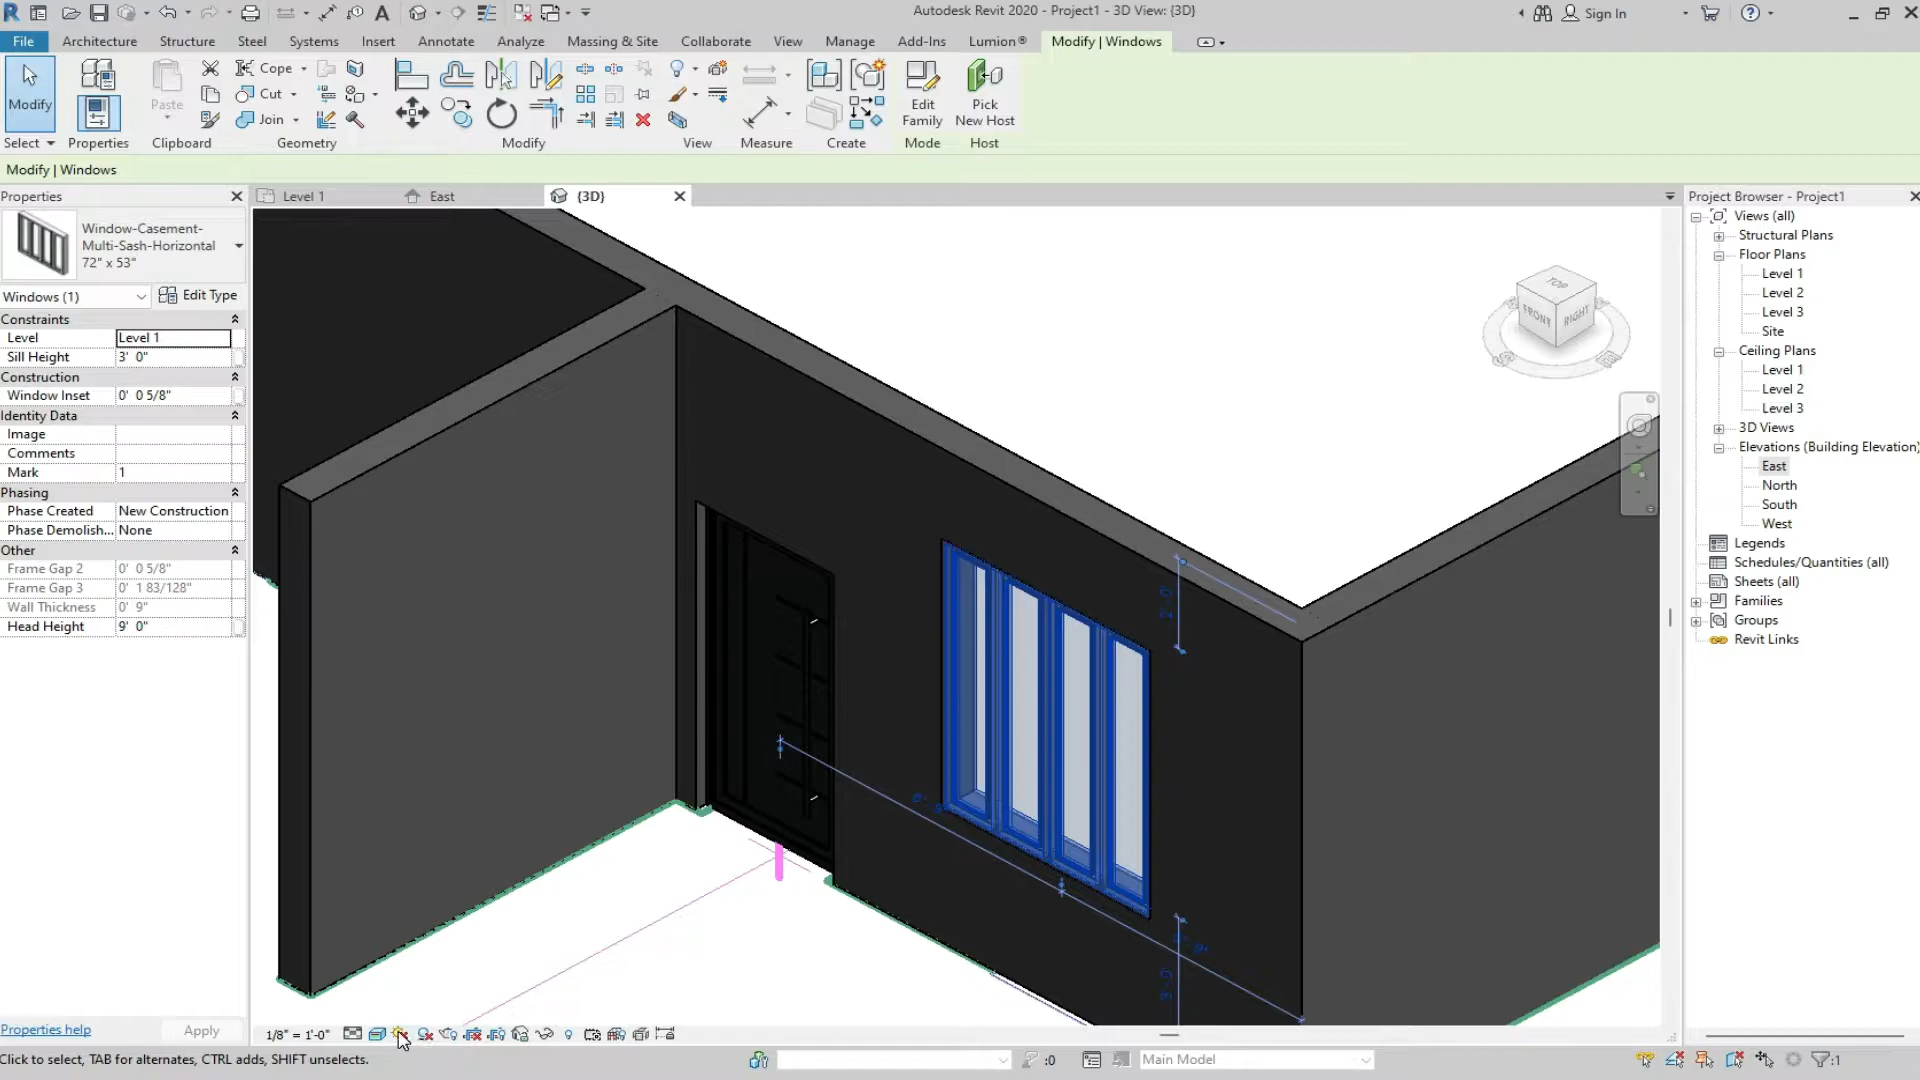 Autodesk Revit 2020 - Project1 - 3D View: {3D}
Sign In
File Architecture Structure Steel Systems Insert Annotate Analyze Massing & Site Collaborate View Manage Add-Ins Lumion® Modify | Windows
Modify
Paste
Cope
Cut
Join
Edit Family
Pick New Host
Select Properties Clipboard Geometry Modify View Measure Create Mode Host
Modify | Windows
Properties
Level 1
East
{3D}
Project Browser - Project1
Window-Casement-
Multi-Sash-Horizontal
72" x 53"
Windows (1)
Edit Type
Constraints
Level Level 1
Sill Height 3' 0"
Construction
Window Inset 0' 0 5/8"
Identity Data
Image
Comments
Mark 1
Phasing
Phase Created New Construction
Phase Demolish... None
Other
Frame Gap 2 0' 0 5/8"
Frame Gap 3 0' 1 83/128"
Wall Thickness 0' 9"
Head Height 9' 0"
Properties help
Apply
TOP
FRONT
RIGHT
2' - 0"
3' - 0"
Views (all)
Structural Plans
Floor Plans
Level 1
Level 2
Level 3
Site
Ceiling Plans
Level 1
Level 2
Level 3
3D Views
Elevations (Building Elevation)
East
North
South
West
Legends
Schedules/Quantities (all)
Sheets (all)
Families
Groups
Revit Links
1/8" = 1'-0"
Click to select, TAB for alternates, CTRL adds, SHIFT unselects.
:0
Main Model
:1